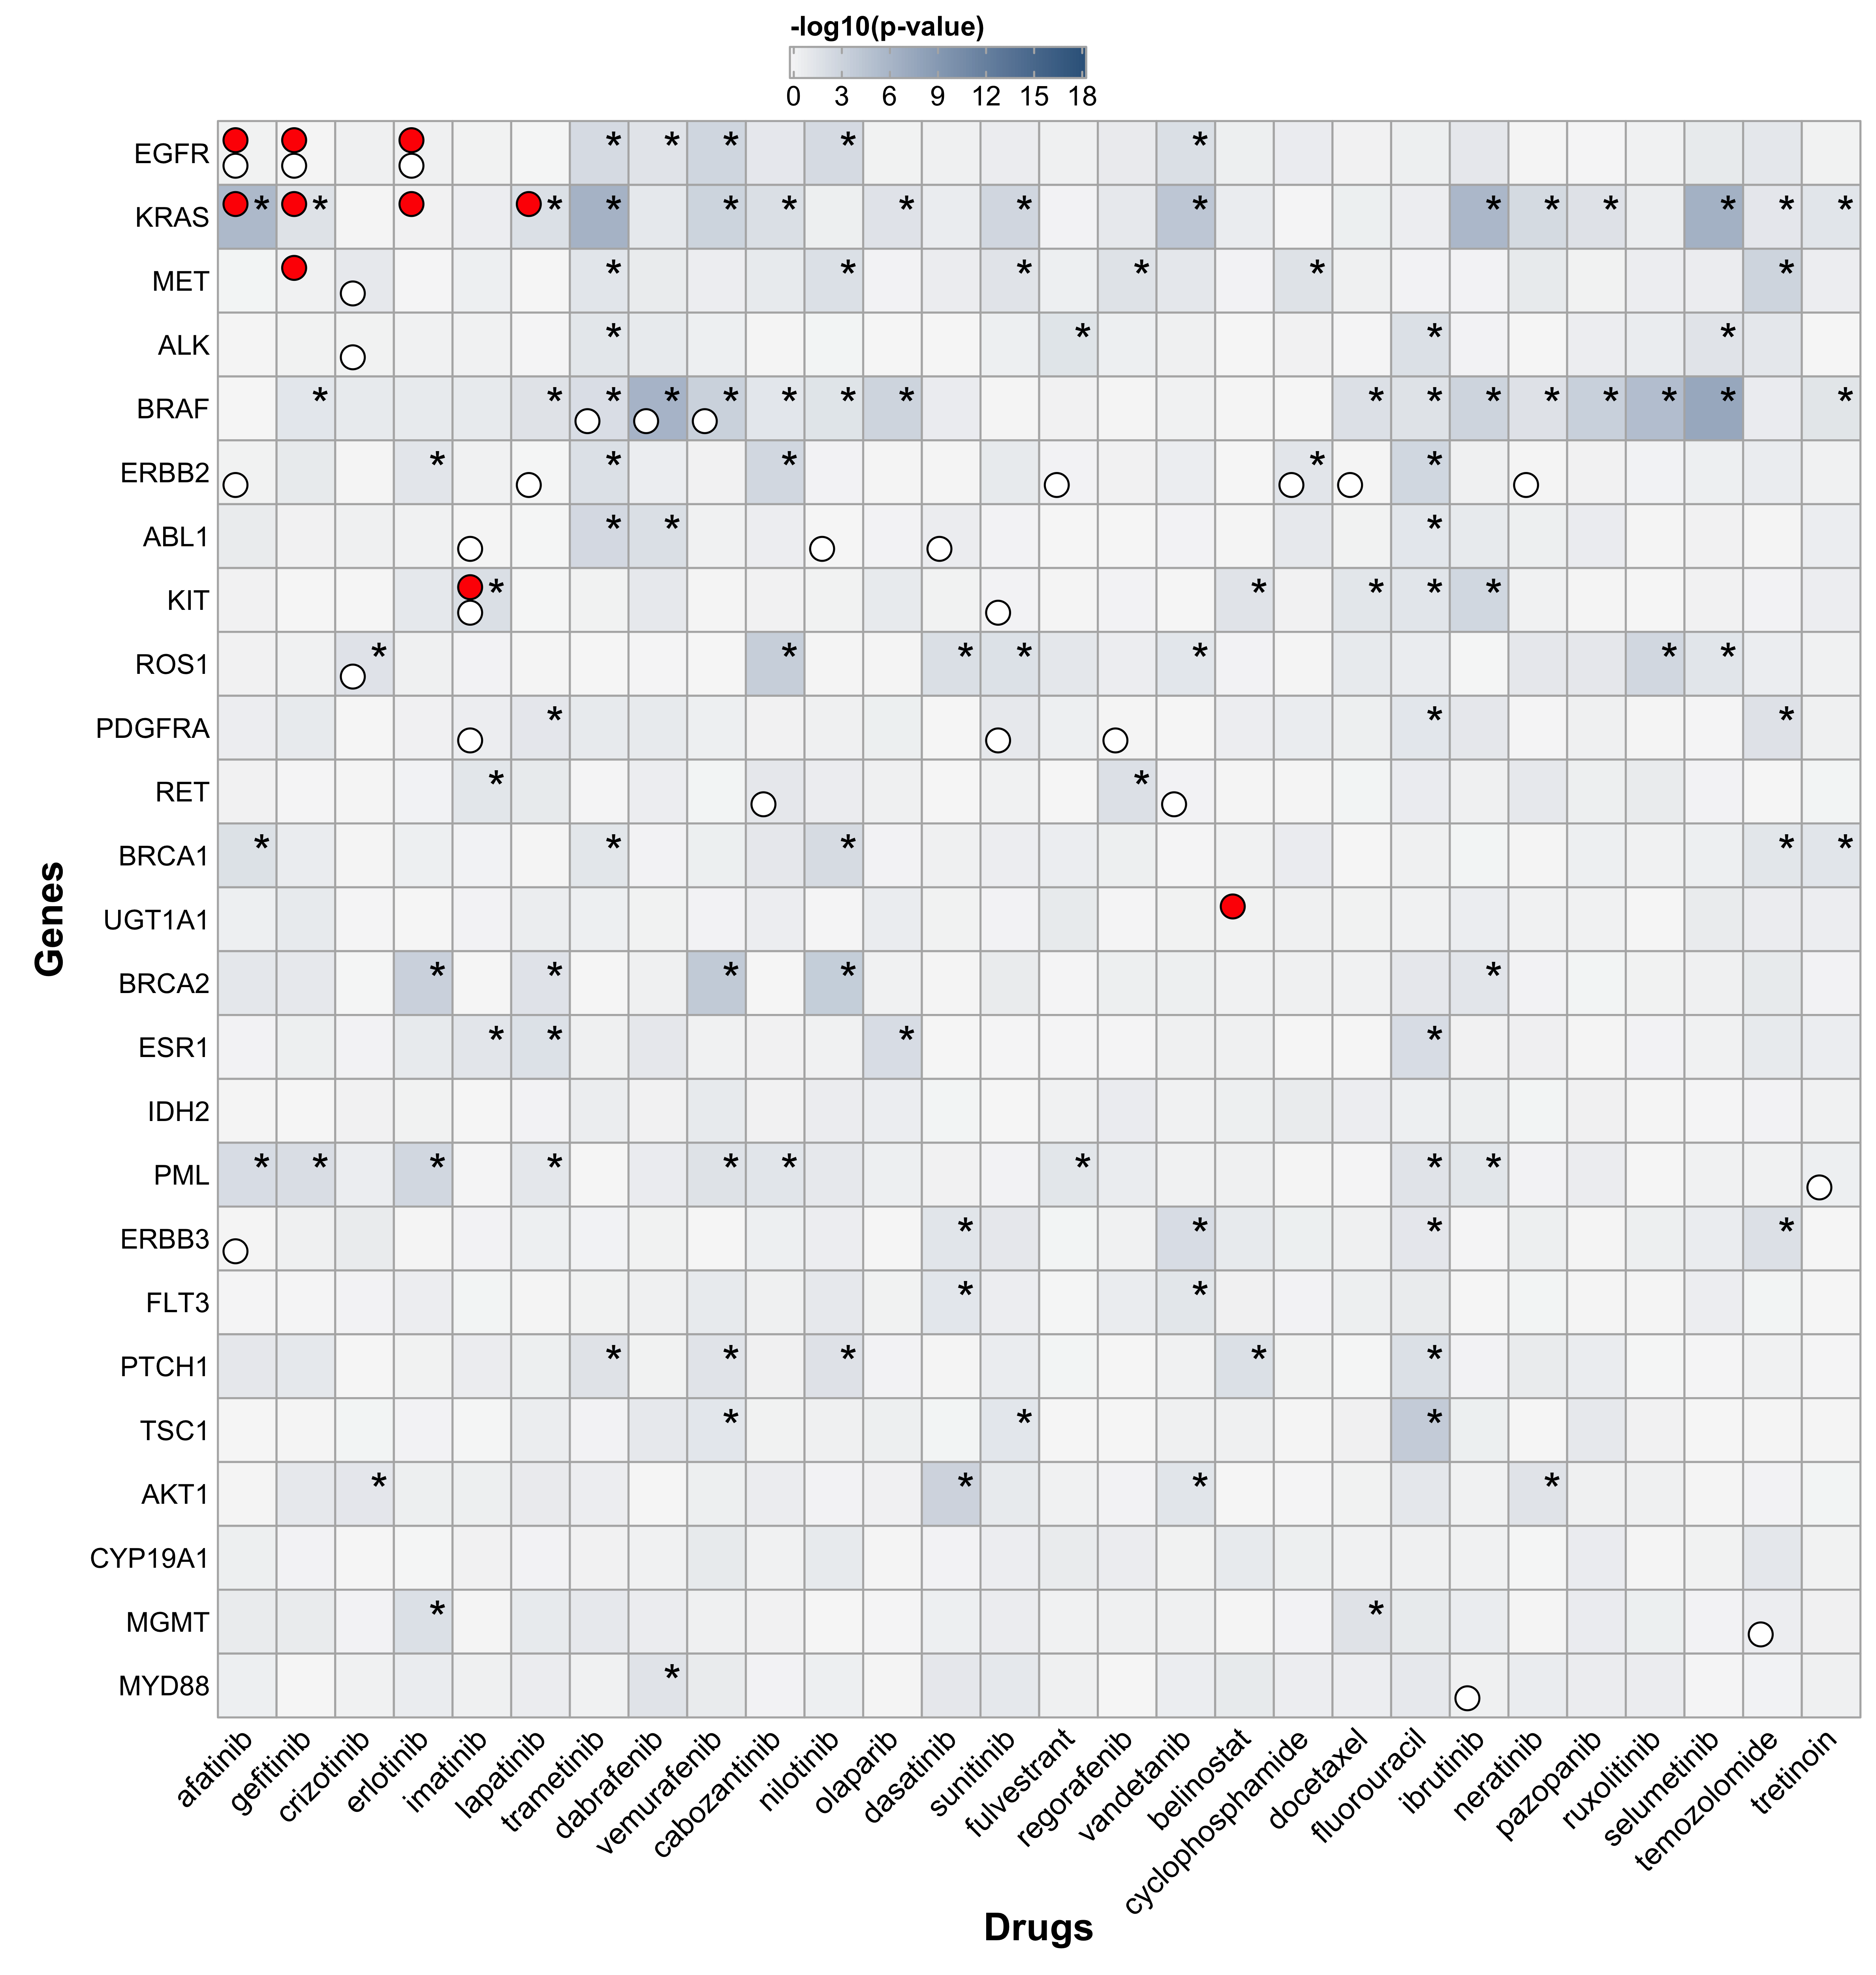 -log10(p-value)
0 3 6 9 12 15 18
EGFR * * * * *
KRAS * * * * * * * * * * * * * * *
MET * * * * * * *
ALK * * * *
BRAF * * * * * * * * * * * * * * * *
ERBB2 * * * * *
ABL1 * * *
KIT * * * * *
ROS1 * * * * * * *
PDGFRA * * *
RET * *
BRCA1 * * * * *
UGT1A1
BRCA2 * * * * *
ESR1 * * * *
IDH2
PML * * * * * * * * *
ERBB3 * * * *
FLT3 * *
PTCH1 * * * * *
TSC1 * * *
AKT1 * * * *
CYP19A1
MGMT * *
MYD88 *
Genes
afatinib
gefitinib
crizotinib
erlotinib
imatinib
lapatinib
trametinib
dabrafenib
vemurafenib
cabozantinib
nilotinib
olaparib
dasatinib
sunitinib
fulvestrant
regorafenib
vandetanib
belinostat
cyclophosphamide
docetaxel
fluorouracil
ibrutinib
neratinib
pazopanib
ruxolitinib
selumetinib
temozolomide
tretinoin
Drugs